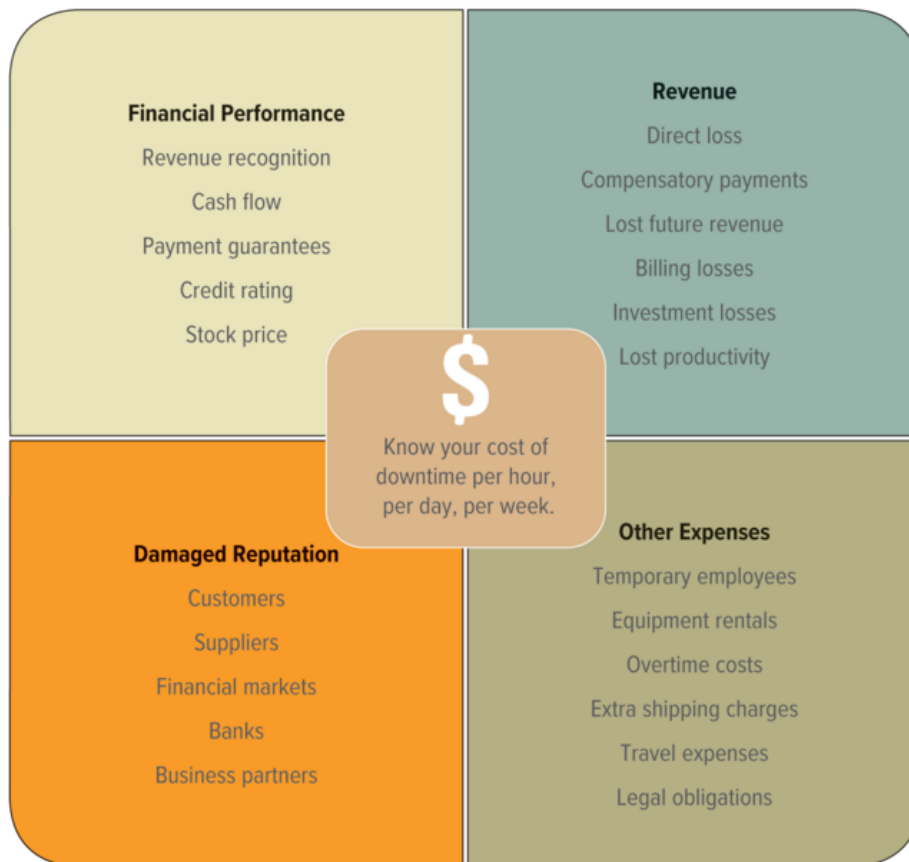 Financial Performance
Revenue recognition
Cash flow
Payment guarantees
Credit rating
Stock price
Revenue
Direct loss
Compensatory payments
Lost future revenue
Billing losses
Investment losses
Lost productivity
$
Know your cost of
downtime per hour,
per day, per week.
Damaged Reputation
Customers
Suppliers
Financial markets
Banks
Business partners
Other Expenses
Temporary employees
Equipment rentals
Overtime costs
Extra shipping charges
Travel expenses
Legal obligations